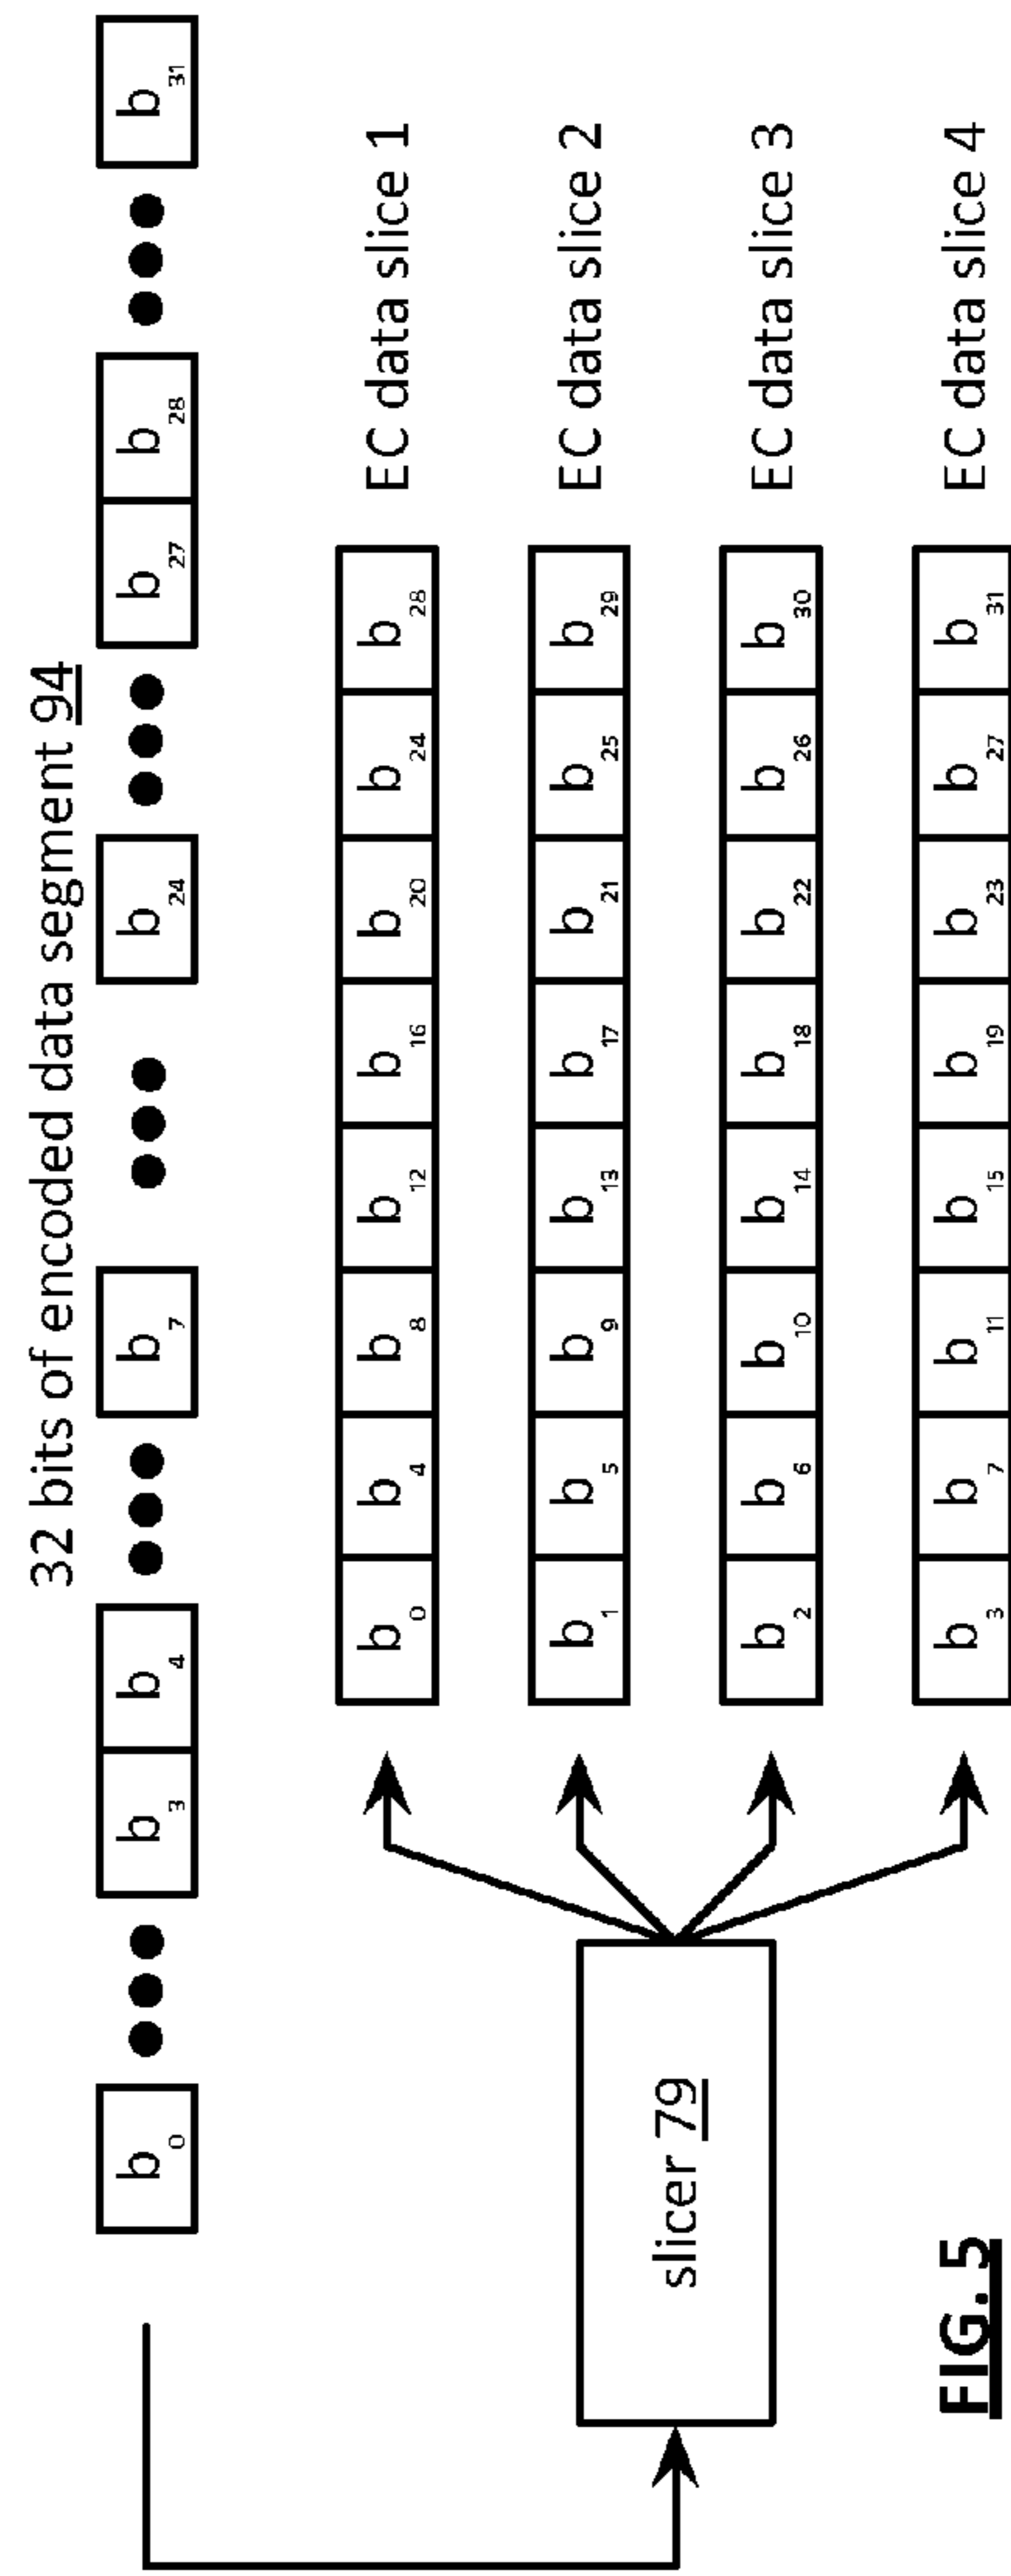 32 bits of encoded data segment 94
b0 ••• b3 b4 ••• b7 ••• b24 ••• b27 b28 ••• b31
b0 b4 b8 b12 b16 b20 b24 b28 EC data slice 1
b1 b5 b9 b13 b17 b21 b25 b29 EC data slice 2
slicer 79
b2 b6 b10 b14 b18 b22 b26 b30 EC data slice 3
b3 b7 b11 b15 b19 b23 b27 b31 EC data slice 4
FIG. 5